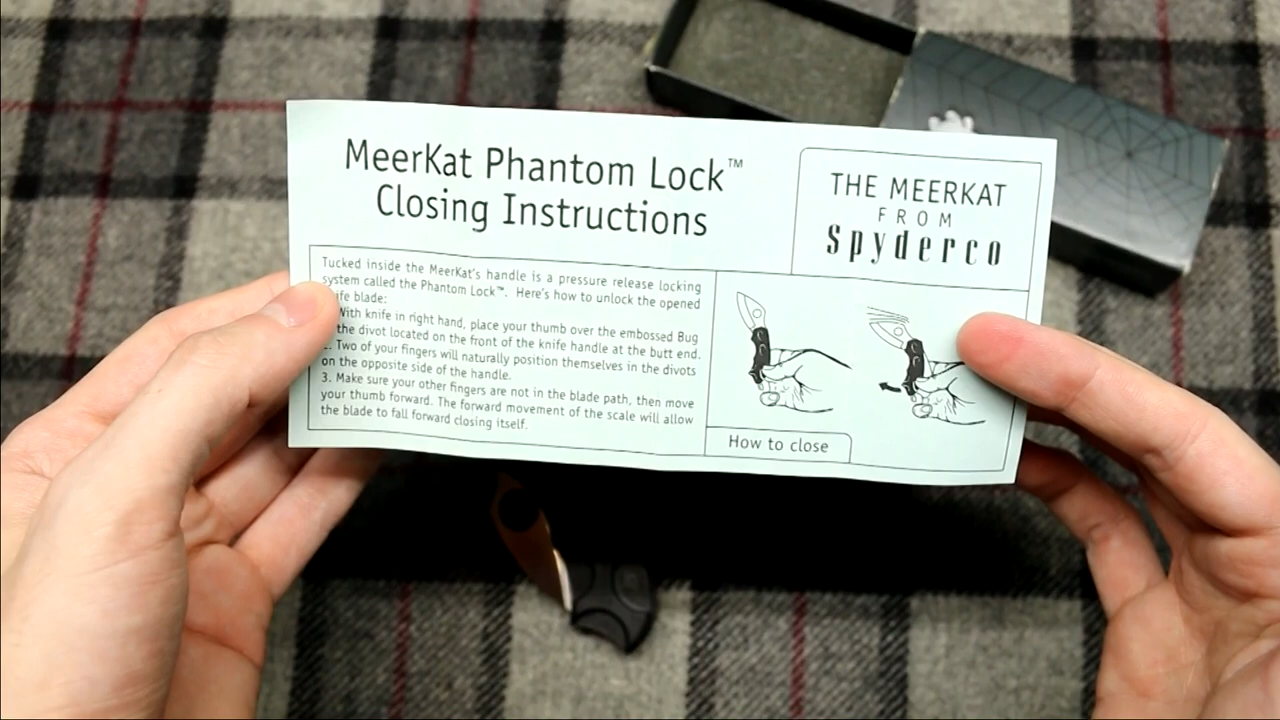 MeerKat Phantom Lock™
Closing Instructions
THE MEERKAT
FROM
Spyderco
Tucked inside the MeerKat's handle is a pressure release locking
system called the Phantom Lock™. Here's how to unlock the opened
blade:
With knife in right hand, place your thumb over the embossed Bug
the divot located on the front of the knife handle at the butt end.
Two of your fingers will naturally position themselves in the divots
on the opposite side of the handle.
3. Make sure your other fingers are not in the blade path, then move
your thumb forward. The forward movement of the scale will allow
the blade to fall forward closing itself.
How to close